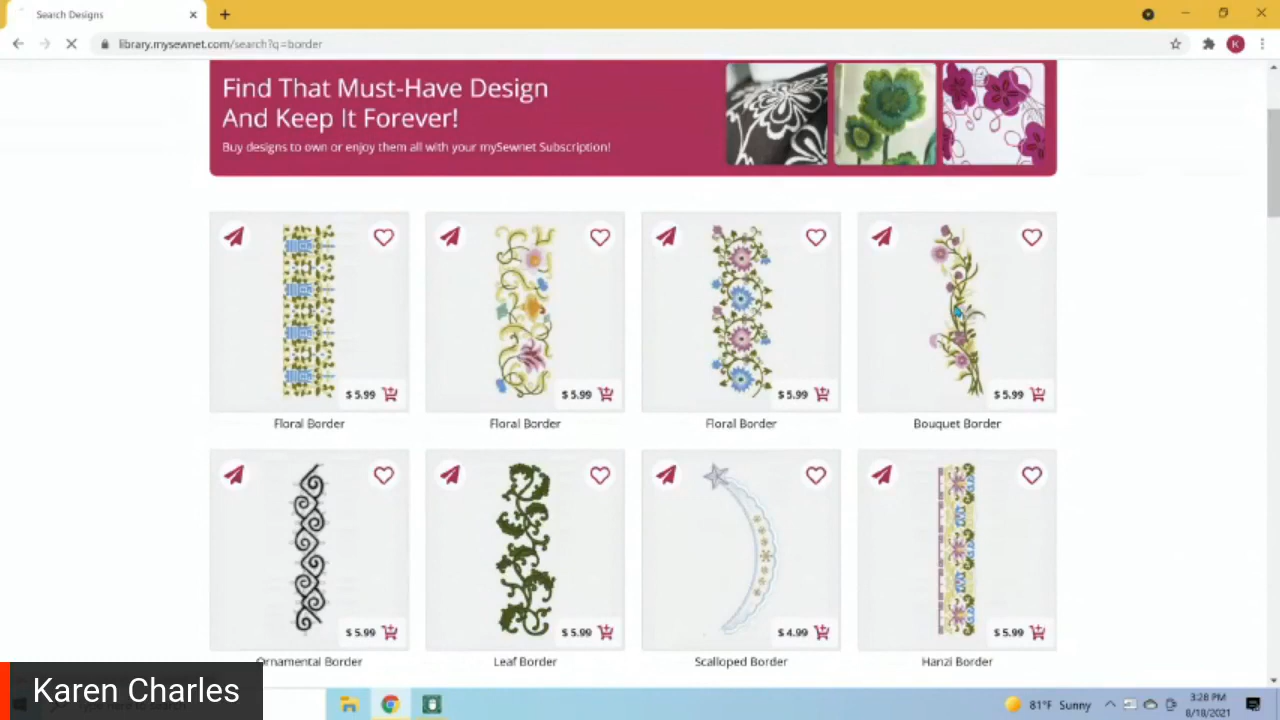 Search Designs
library.mysewnet.com/search?q=border
K
Find That Must-Have Design
And Keep It Forever!
Buy designs to own or enjoy them all with your mySewnet Subscription!
$ 5.99 $ 5.99 $ 5.99 $ 5.99
Floral Border Floral Border Floral Border Bouquet Border
$ 5.99 $ 5.99 $ 4.99 $ 5.99
Ornamental Border Leaf Border Scalloped Border Hanzi Border
Karen Charles
81°F Sunny
3:28 PM
8/18/2021